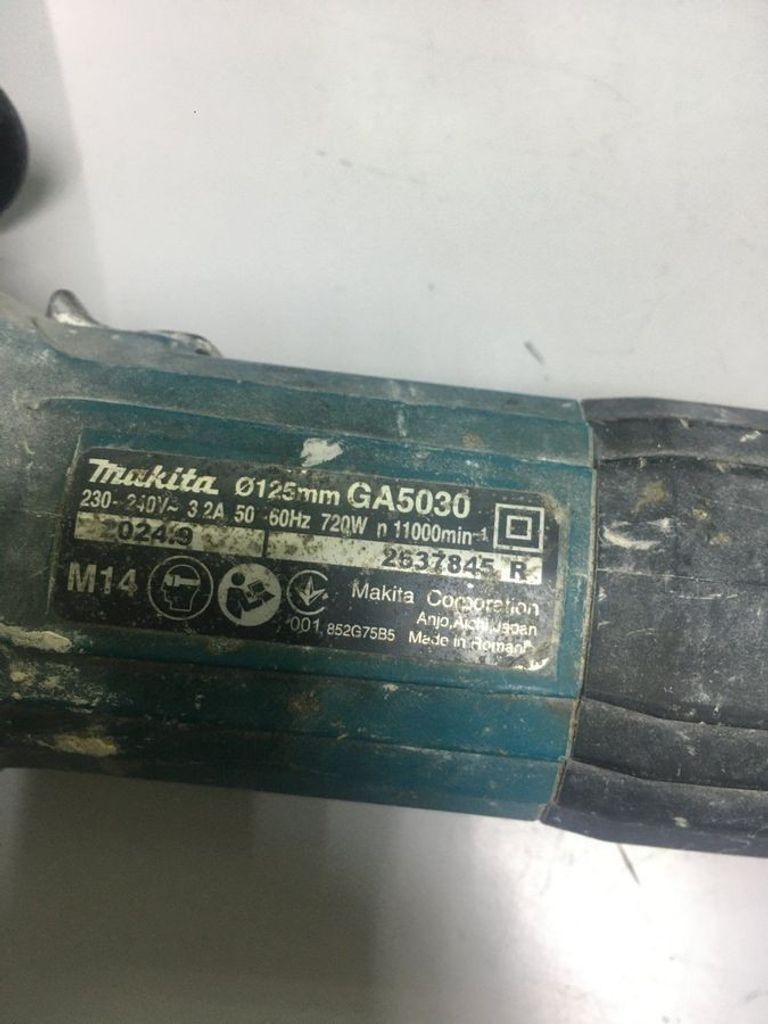 makita Ø125mm GA5030
230- 240V~ 3.2A 50 -60Hz 720W n 11000min-1
2024.9 2637845 R
M14
Makita Corporation
Anjo, Aichi, Japan
001 852G75B5 Made in Romani